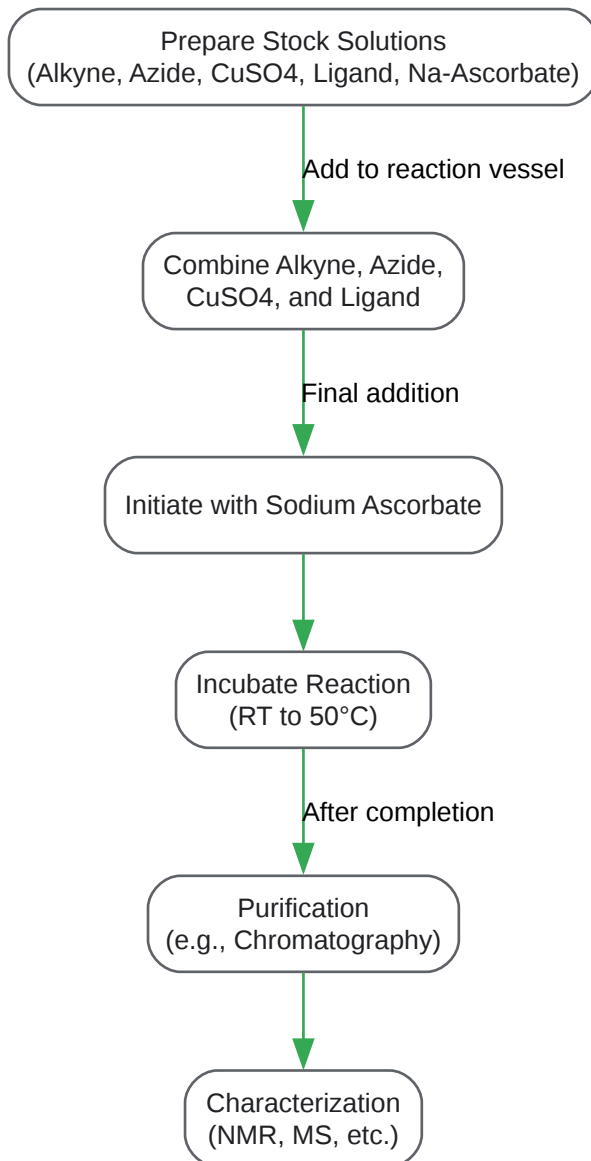 Prepare Stock Solutions
(Alkyne, Azide, CuSO4, Ligand, Na-Ascorbate)
Add to reaction vessel
Combine Alkyne, Azide,
CuSO4, and Ligand
Final addition
Initiate with Sodium Ascorbate
Incubate Reaction
(RT to 50°C)
After completion
Purification
(e.g., Chromatography)
Characterization
(NMR, MS, etc.)